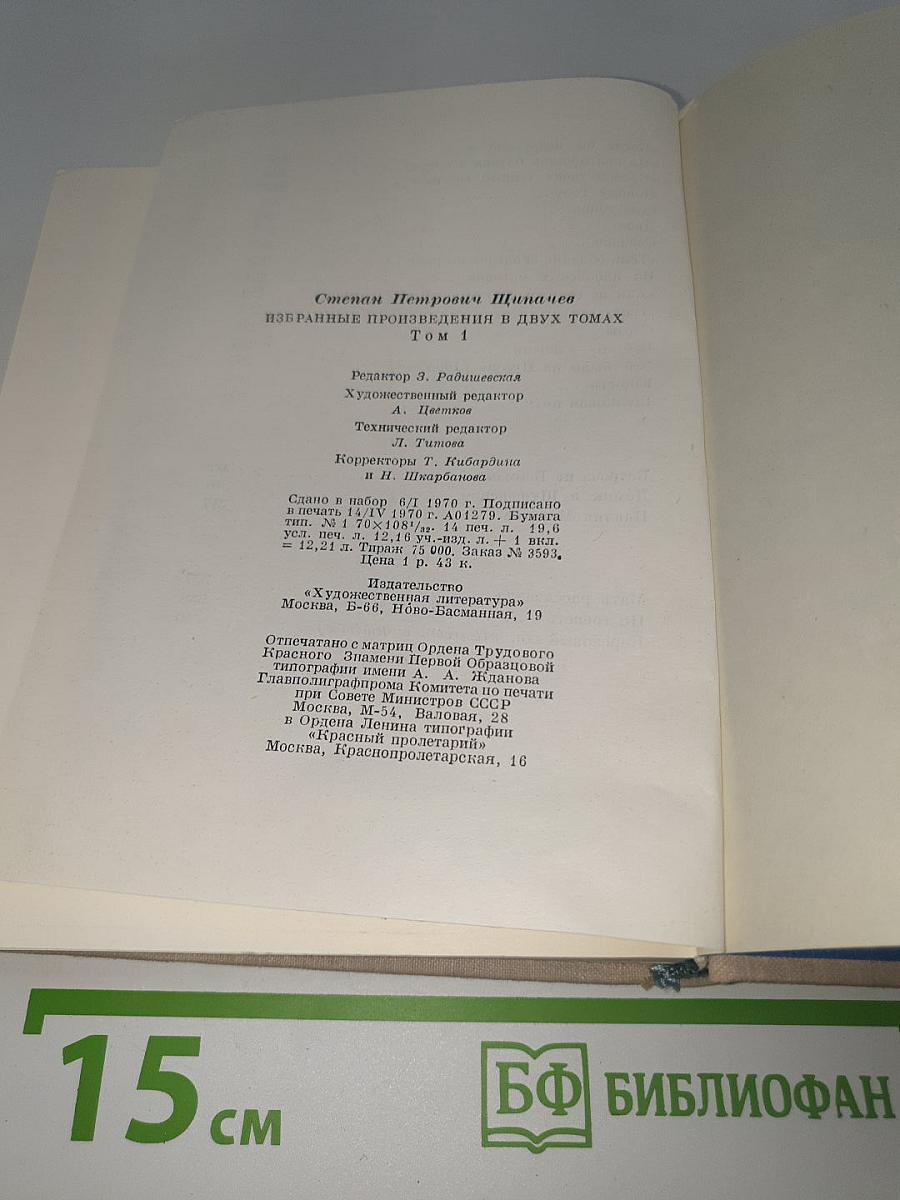 Степан Петрович Щипачев
ИЗБРАННЫЕ ПРОИЗВЕДЕНИЯ В ДВУХ ТОМАХ
Том 1
Редактор З. Радишевская
Художественный редактор
А. Цветков
Технический редактор
Л. Титова
Корректоры Т. Кибардина
и Н. Шкарбанова
Сдано в набор 6/I 1970 г. Подписано
в печать 14/IV 1970 г. А01279. Бумага
тип. № 1 70×108¹/₃₂. 14 печ. л. 19,6
усл. печ. л. 12,16 уч.-изд. л. + 1 вкл.
= 12,21 л. Тираж 75 000. Заказ № 3593.
Цена 1 р. 43 к.
Издательство
«Художественная литература»
Москва, Б-66, Ново-Басманная, 19
Отпечатано с матриц Ордена Трудового
Красного Знамени Первой Образцовой
типографии имени А. А. Жданова
Главполиграфпрома Комитета по печати
при Совете Министров СССР
Москва, М-54, Валовая, 28
в Ордена Ленина типографии
«Красный пролетарий»
Москва, Краснопролетарская, 16
15 см
БФ БИБЛИОФАН